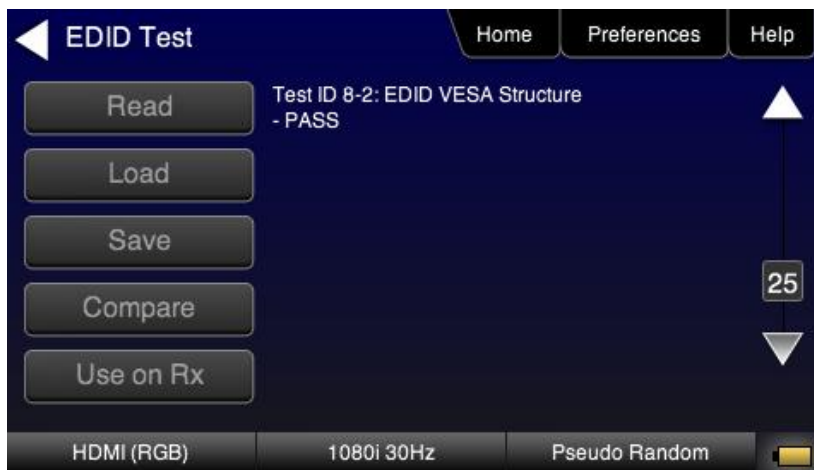 EDID Test
Home
Preferences
Help
Read
Load
Save
Compare
Use on Rx
Test ID 8-2: EDID VESA Structure
- PASS
25
HDMI (RGB)
1080i 30Hz
Pseudo Random